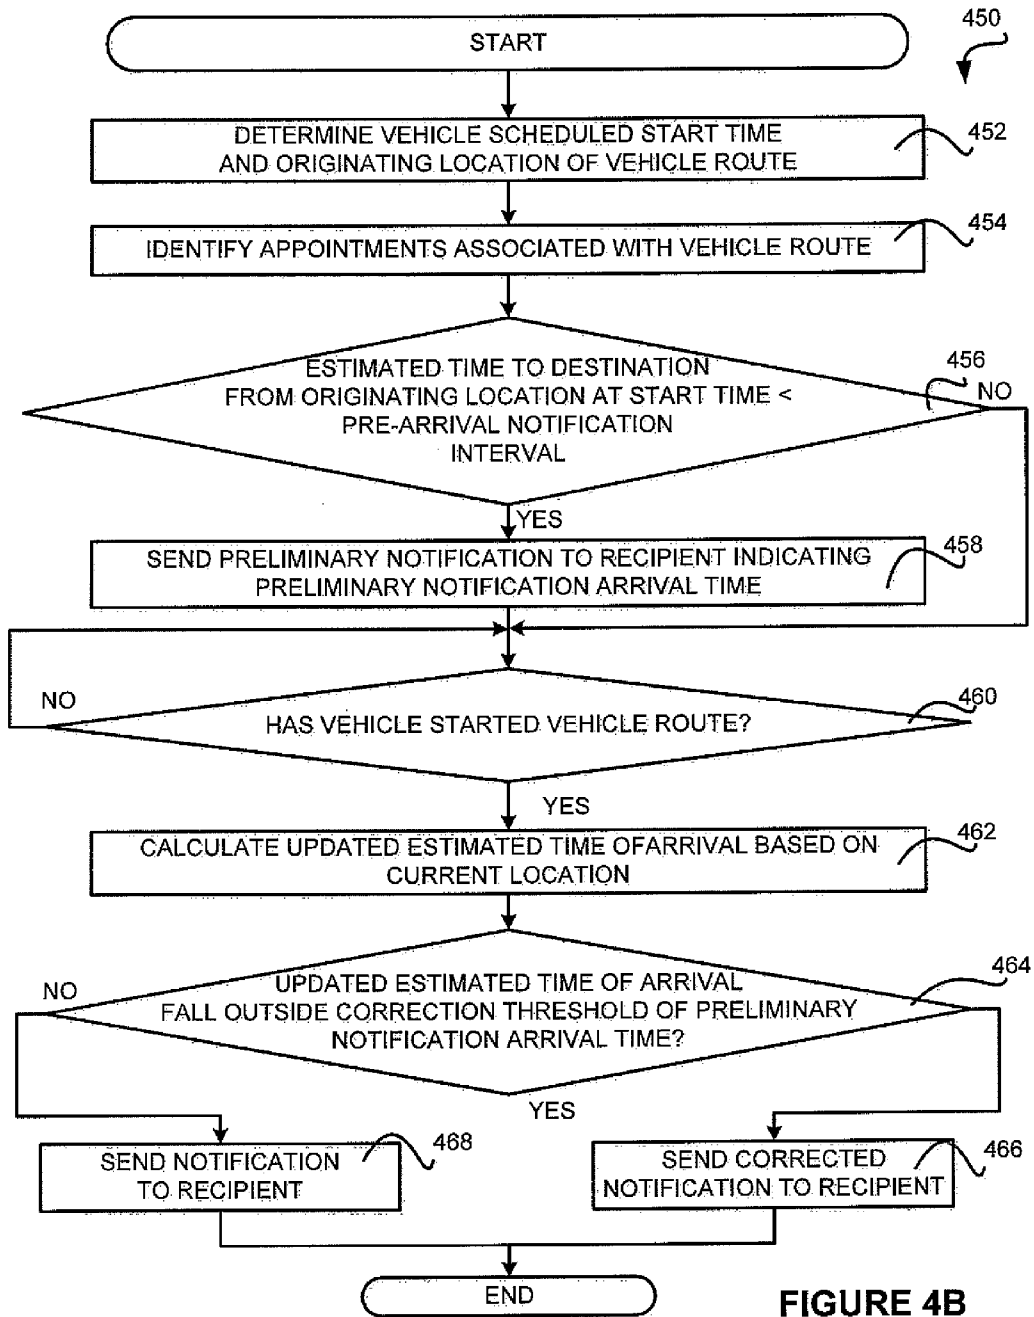 450
START
DETERMINE VEHICLE SCHEDULED START TIME
AND ORIGINATING LOCATION OF VEHICLE ROUTE
452
IDENTIFY APPOINTMENTS ASSOCIATED WITH VEHICLE ROUTE
454
ESTIMATED TIME TO DESTINATION
FROM ORIGINATING LOCATION AT START TIME <
PRE-ARRIVAL NOTIFICATION
INTERVAL
456
NO
YES
SEND PRELIMINARY NOTIFICATION TO RECIPIENT INDICATING
PRELIMINARY NOTIFICATION ARRIVAL TIME
458
NO
HAS VEHICLE STARTED VEHICLE ROUTE?
460
YES
CALCULATE UPDATED ESTIMATED TIME OFARRIVAL BASED ON
CURRENT LOCATION
462
NO
UPDATED ESTIMATED TIME OF ARRIVAL
FALL OUTSIDE CORRECTION THRESHOLD OF PRELIMINARY
NOTIFICATION ARRIVAL TIME?
464
YES
SEND NOTIFICATION
TO RECIPIENT
468
SEND CORRECTED
NOTIFICATION TO RECIPIENT
466
END
FIGURE 4B